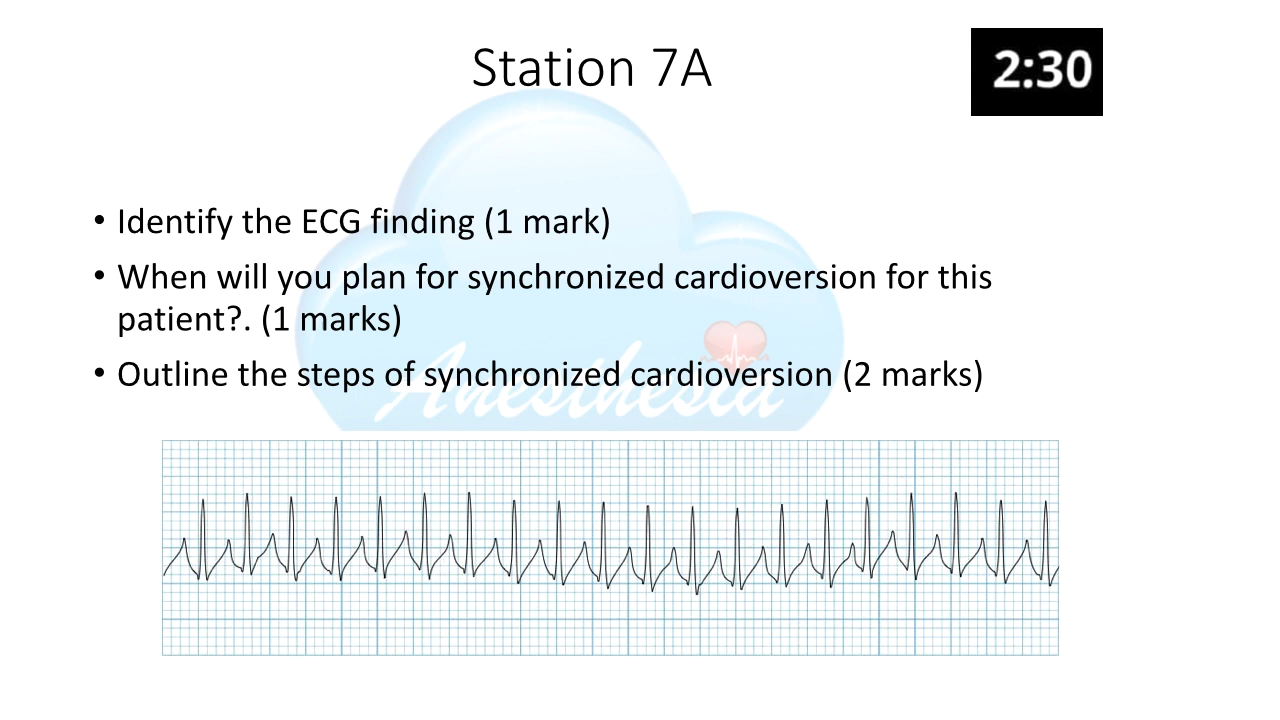 Station 7A
2:30
• Identify the ECG finding (1 mark)
• When will you plan for synchronized cardioversion for this
patient?. (1 marks)
• Outline the steps of synchronized cardioversion (2 marks)
Anesthesia